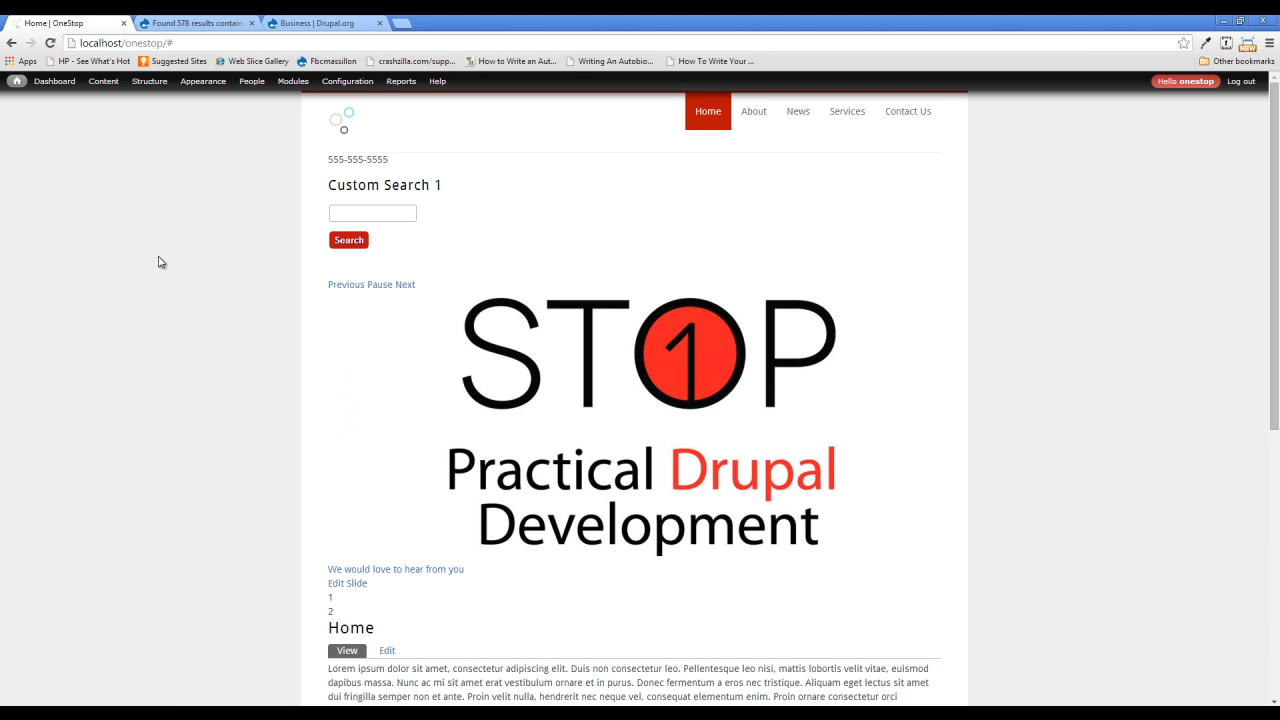 Home | OneStop
Found 578 results contain
Business | Drupal.org
localhost/onestop/#
Apps
HP - See What's Hot
Suggested Sites
Web Slice Gallery
Fbcmassillon
crashzilla.com/supp...
How to Write an Aut...
Writing An Autobio...
How To Write Your ...
Other bookmarks
NEW
Dashboard Content Structure Appearance People Modules Configuration Reports Help
Hello onestop Log out
Home About News Services Contact Us
555-555-5555
Custom Search 1
Search
Previous Pause Next
ST1P
Practical Drupal
Development
We would love to hear from you
Edit Slide
1
2
Home
View Edit
Lorem ipsum dolor sit amet, consectetur adipiscing elit. Duis non consectetur leo. Pellentesque leo nisi, mattis lobortis velit vitae, euismod
dapibus massa. Nunc ac mi sit amet erat vestibulum ornare et in purus. Donec fermentum a eros nec tristique. Aliquam eget lectus sit amet
dui fringilla semper non et ante. Proin velit nulla, hendrerit nec neque vel, consequat elementum enim. Proin ornare consectetur orci